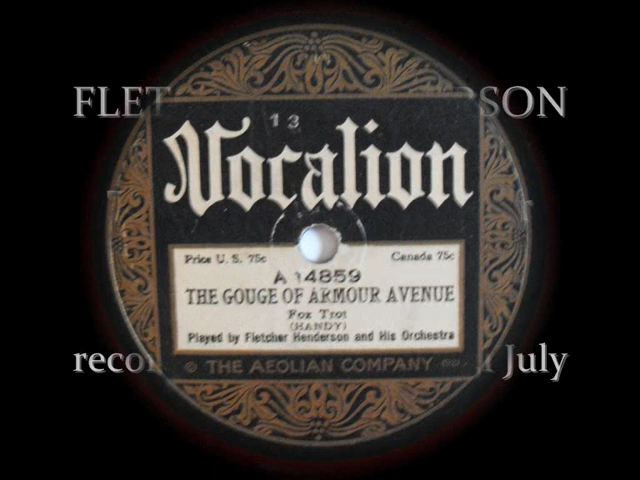 FLET RSON
13
Vocalion
Price U. S. 75c Canada 75c
A 14859
THE GOUGE OF ARMOUR AVENUE
Fox Trot
(HANDY)
Played by Fletcher Henderson and His Orchestra
recor July
© THE AEOLIAN COMPANY